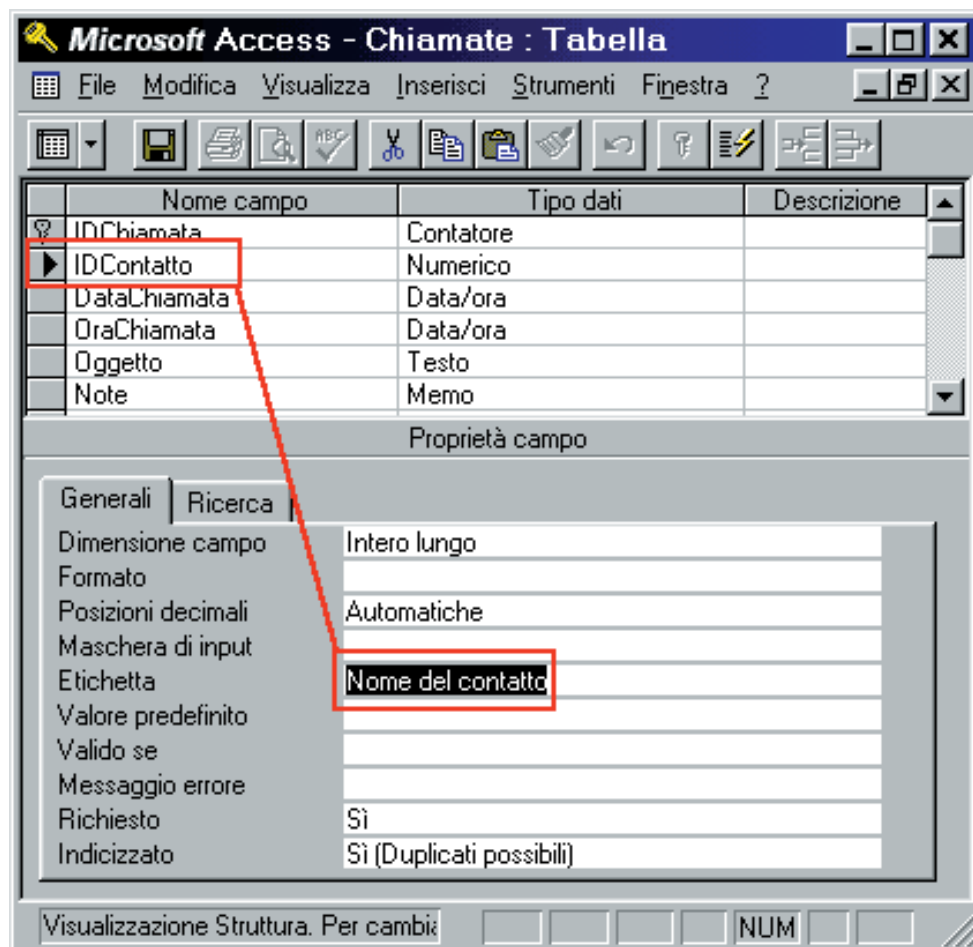 Microsoft Access - Chiamate : Tabella
File Modifica Visualizza Inserisci Strumenti Finestra ?
ABC
Nome campo Tipo dati Descrizione
IDChiamata Contatore
IDContatto Numerico
DataChiamata Data/ora
OraChiamata Data/ora
Oggetto Testo
Note Memo
Proprietà campo
Generali Ricerca
Dimensione campo Intero lungo
Formato
Posizioni decimali Automatiche
Maschera di input
Etichetta Nome del contatto
Valore predefinito
Valido se
Messaggio errore
Richiesto Sì
Indicizzato Sì (Duplicati possibili)
Visualizzazione Struttura. Per cambia NUM